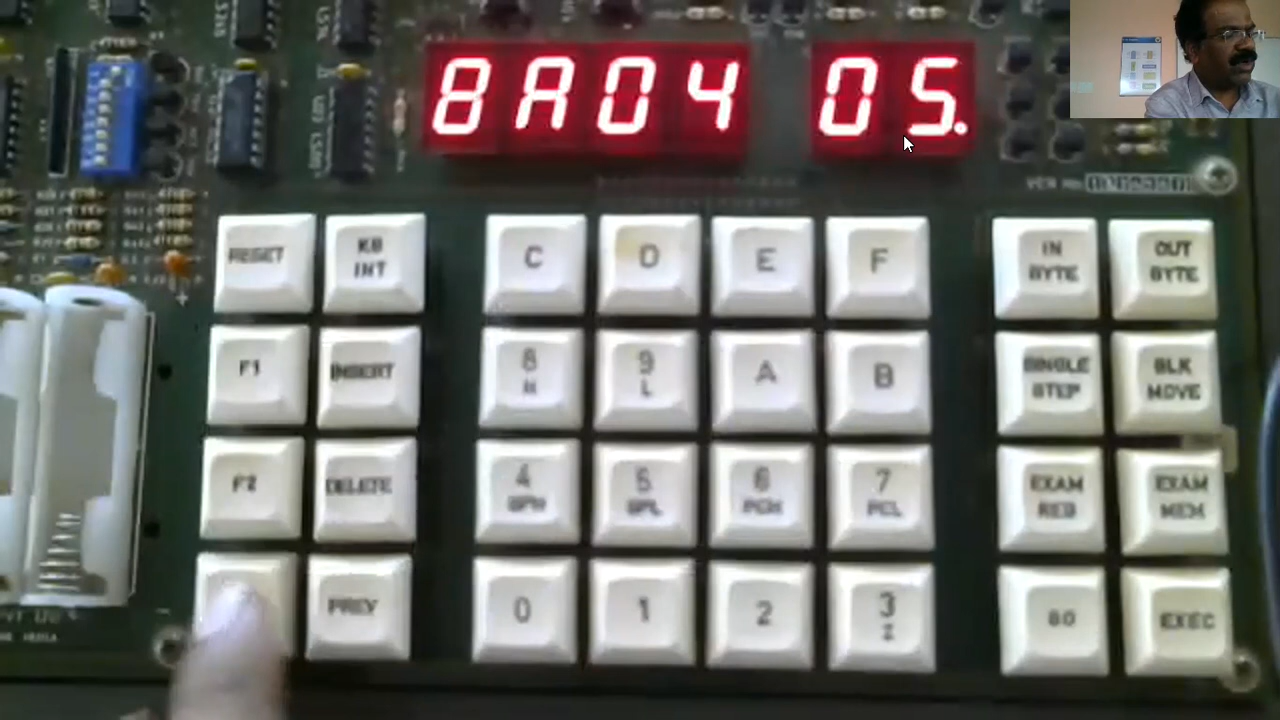 8A04 05.
RESET KB INT C D E F IN BYTE OUT BYTE
F1 INSERT 8 H 9 L A B SINGLE STEP BLK MOVE
F2 DELETE 4 SPH 5 SPL 6 PCH 7 PCL EXAM REG EXAM MEM
PREV 0 1 2 3 I GO EXEC